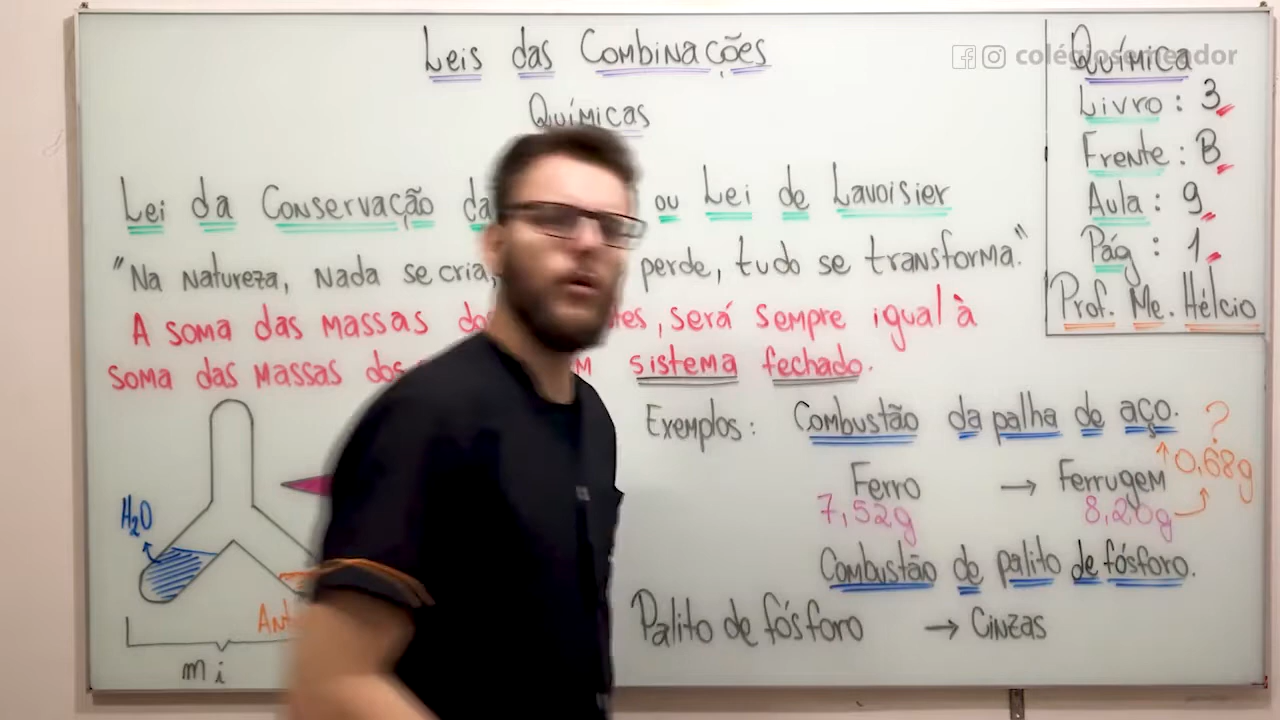 Leis das Combinações
Químicas
Lei da Conservação da ou Lei de Lavoisier
"Na natureza, nada se cria, perde, tudo se transforma."
A soma das massas dos , será sempre igual à
soma das massas dos sistema fechado.
H₂O
m i
Exemplos: Combustão da palha de aço.
?
0,68g
Ferro → Ferrugem
7,52g 8,20g
Combustão de palito de fósforo.
Palito de fósforo → Cinzas
Química
Livro: 3
Frente: B
Aula: 9
Pág: 1
Prof. Me. Hélcio